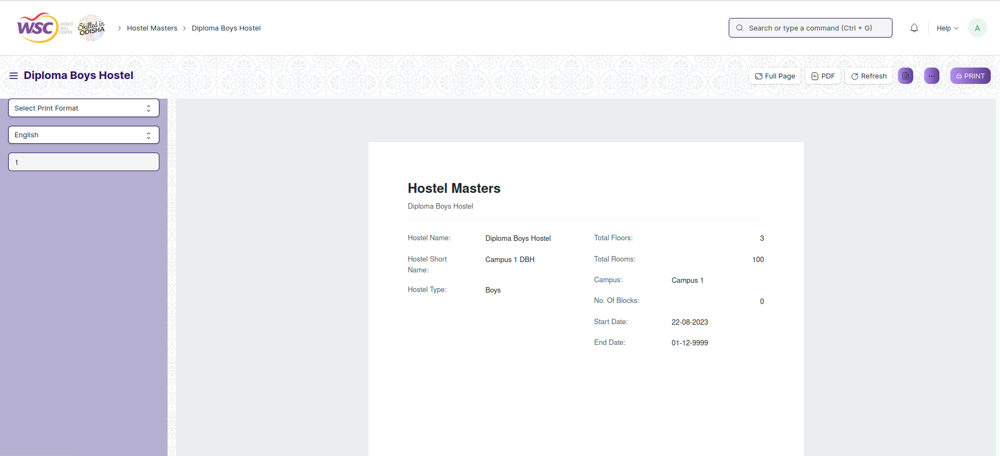 WSC WORLD SKILL CENTER Skilled in ODISHA > Hostel Masters > Diploma Boys Hostel
Search or type a command (Ctrl + G)
Help
A
Diploma Boys Hostel
Full Page
PDF
Refresh
PRINT
Select Print Format
English
t
Hostel Masters
Diploma Boys Hostel
Hostel Name: Diploma Boys Hostel
Hostel Short Name: Campus 1 DBH
Hostel Type: Boys
Total Floors: 3
Total Rooms: 100
Campus: Campus 1
No. Of Blocks: 0
Start Date: 22-08-2023
End Date: 01-12-9999